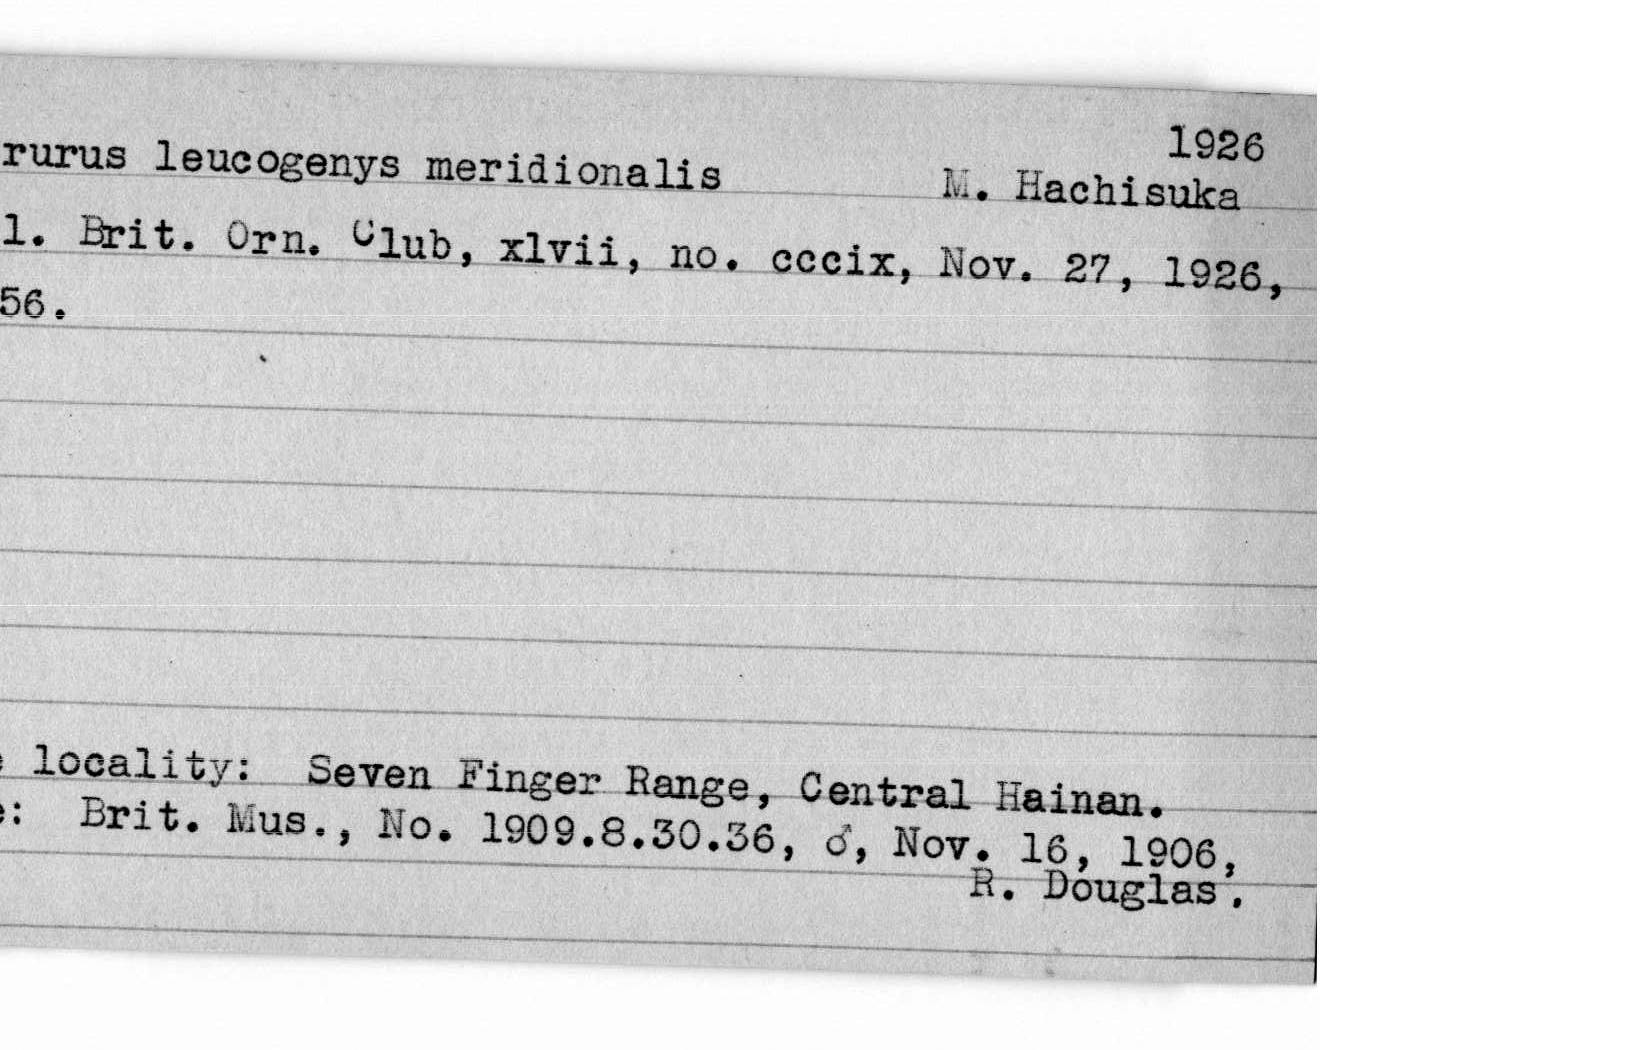 1926
rurus leucogenys meridionalis M. Hachisuka
l. Brit. Orn. Club, xlvii, no. cccix, Nov. 27, 1926,
56.
locality: Seven Finger Range, Central Hainan.
e: Brit. Mus., No. 1909.8.30.36, ♂, Nov. 16, 1906,
R. Douglas.